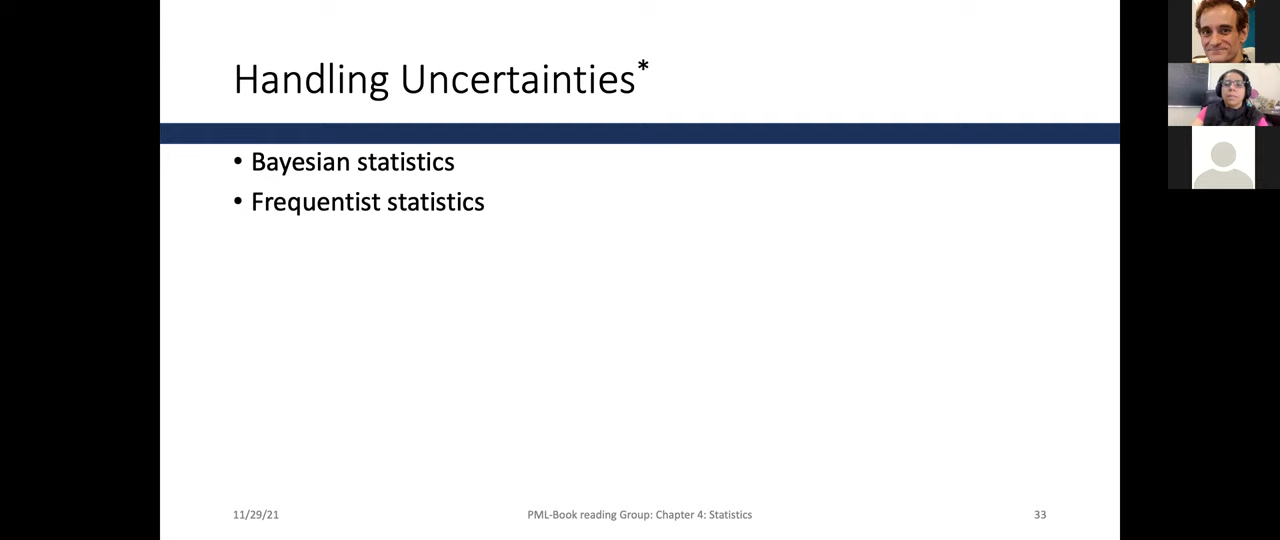 Handling Uncertainties*
• Bayesian statistics
• Frequentist statistics
11/29/21
PML-Book reading Group: Chapter 4: Statistics
33